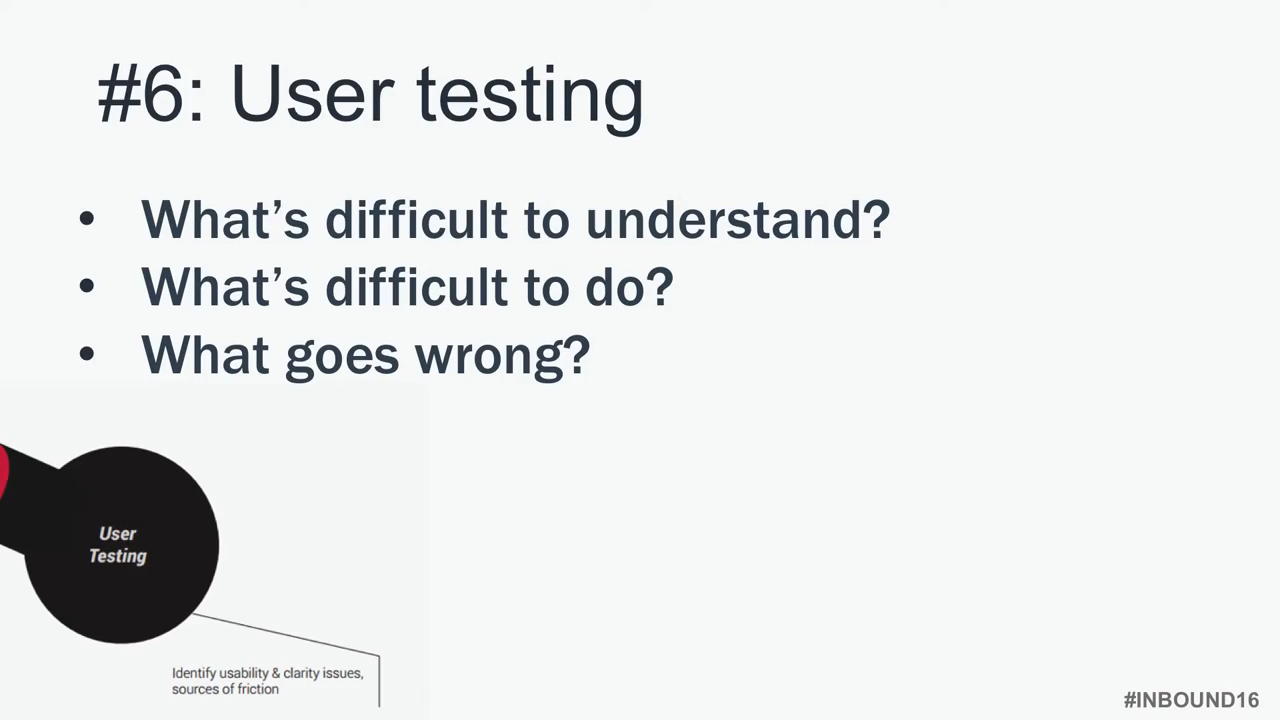 #6: User testing
• What’s difficult to understand?
• What’s difficult to do?
• What goes wrong?
User
Testing
Identify usability & clarity issues,
sources of friction
#INBOUND16